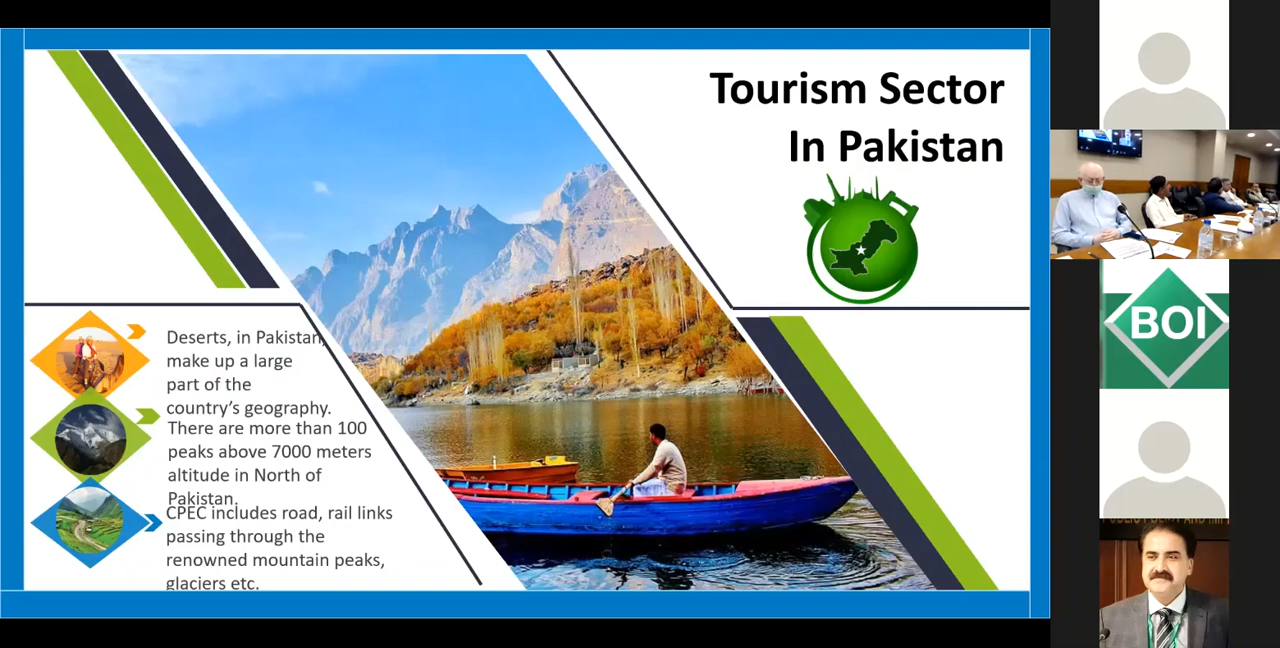 Tourism Sector
In Pakistan
Deserts, in Pakistan,
make up a large
part of the
country's geography.
There are more than 100
peaks above 7000 meters
altitude in North of
Pakistan.
CPEC includes road, rail links
passing through the
renowned mountain peaks,
glaciers etc.
BOI